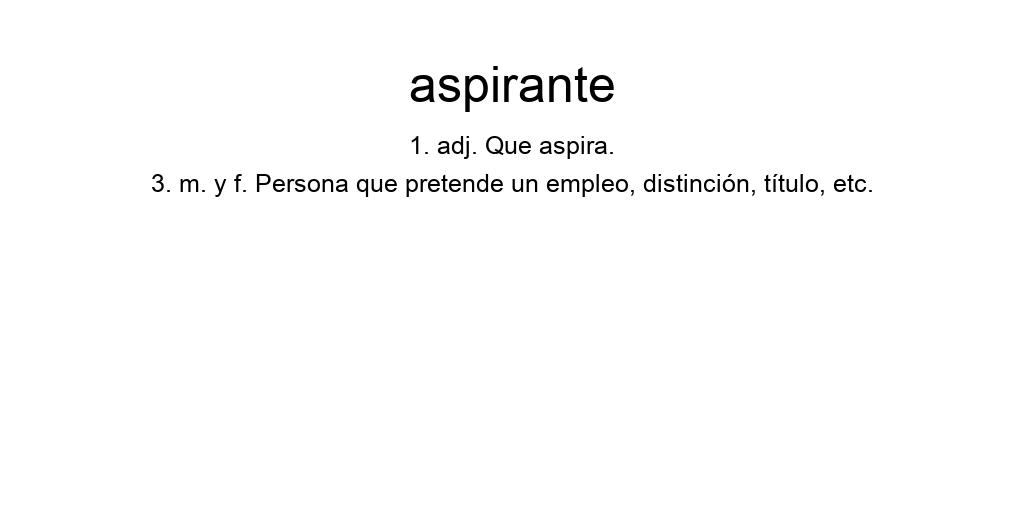 aspirante
1. adj. Que aspira.
3. m. y f. Persona que pretende un empleo, distinción, título, etc.